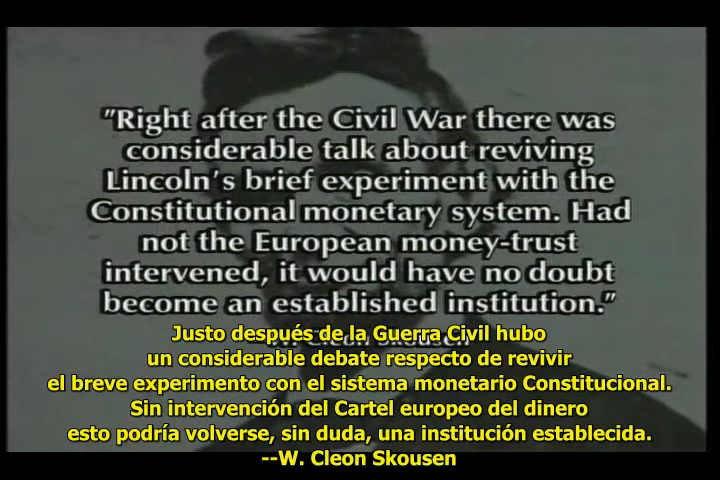 "Right after the Civil War there was
considerable talk about reviving
Lincoln's brief experiment with the
Constitutional monetary system. Had
not the European money-trust
intervened, it would have no doubt
become an established institution."
Justo después de la Guerra Civil hubo
W. Cleon Skousen
un considerable debate respecto de revivir
el breve experimento con el sistema monetario Constitucional.
Sin intervención del Cartel europeo del dinero
esto podría volverse, sin duda, una institución establecida.
--W. Cleon Skousen